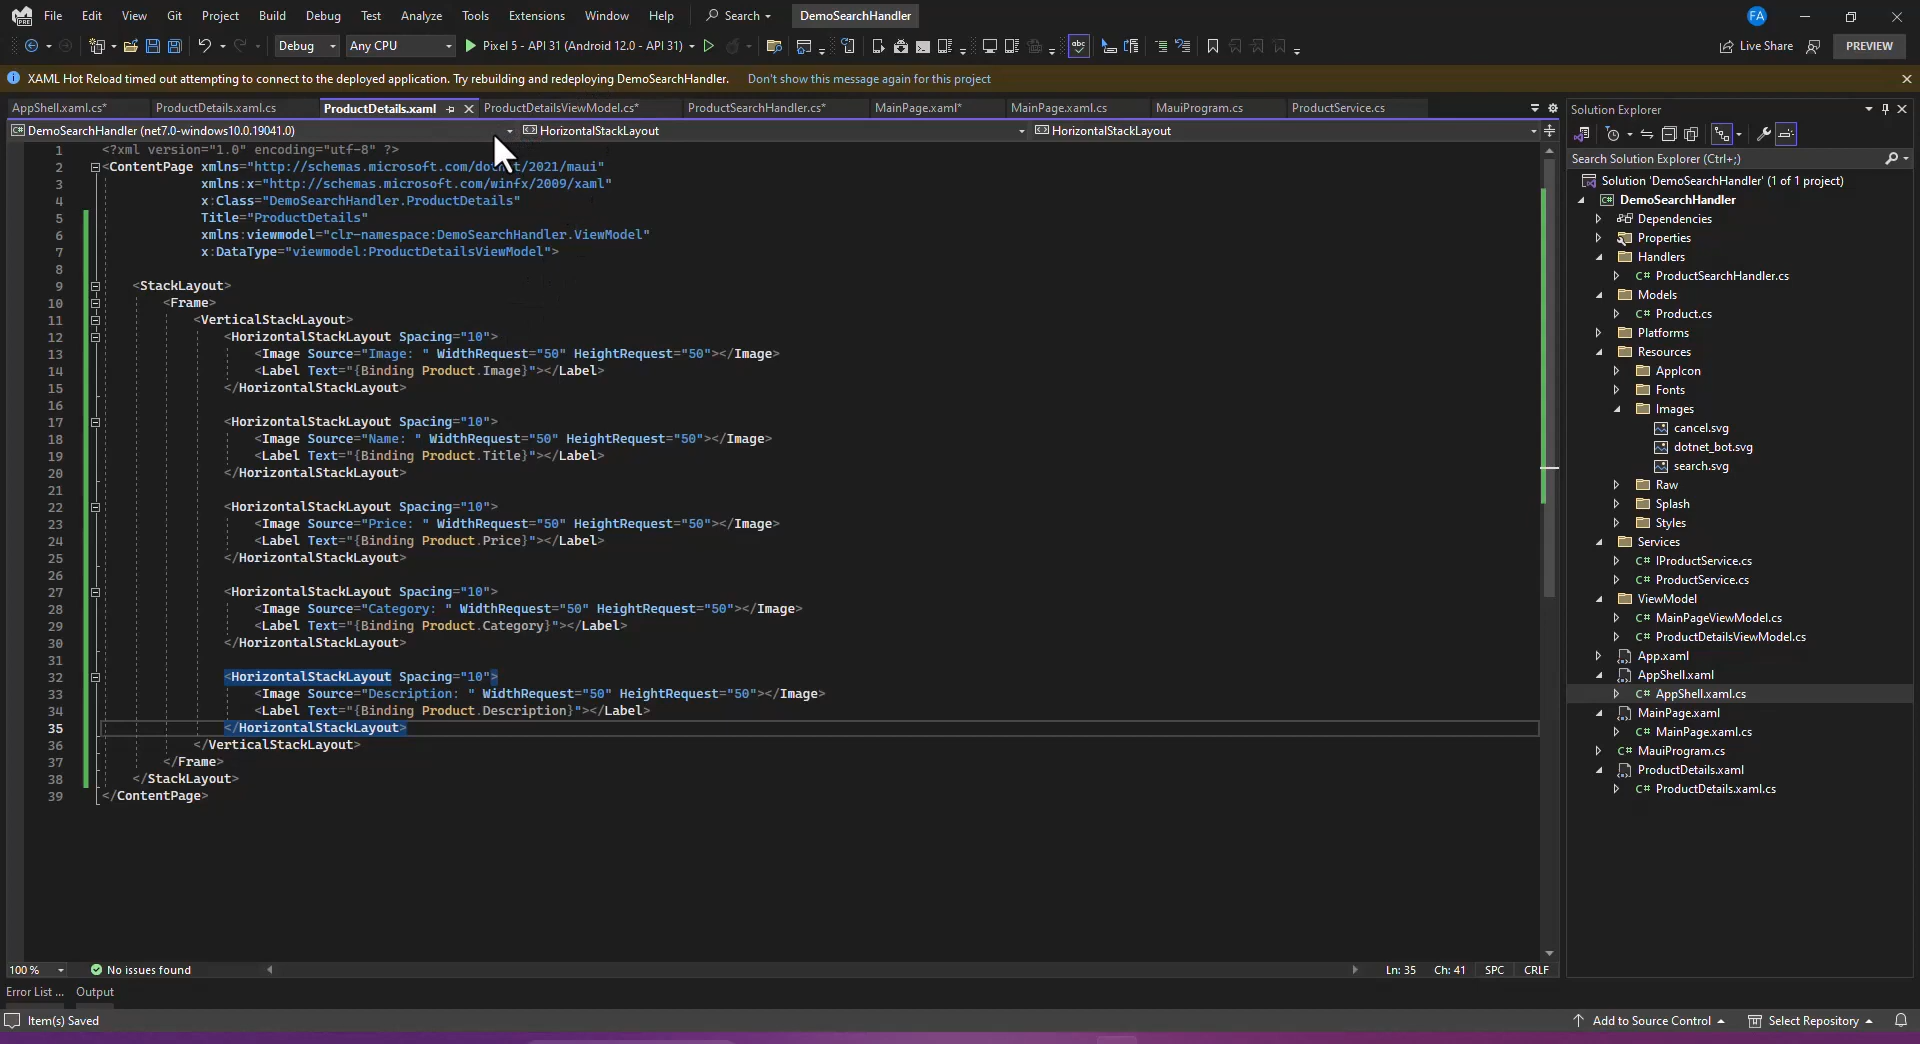 File Edit View Git Project Build Debug Test Analyze Tools Extensions Window Help Search DemoSearchHandler FA
Debug Any CPU Pixel 5 - API 31 (Android 12.0 - API 31) Live Share PREVIEW
XAML Hot Reload timed out attempting to connect to the deployed application. Try rebuilding and redeploying DemoSearchHandler. Don't show this message again for this project
AppShell.xaml.cs* ProductDetails.xaml.cs ProductDetails.xaml ProductDetailsViewModel.cs* ProductSearchHandler.cs* MainPage.xaml* MainPage.xaml.cs MauiProgram.cs ProductService.cs
DemoSearchHandler (net7.0-windows10.0.19041.0) HorizontalStackLayout HorizontalStackLayout
1 <?xml version="1.0" encoding="utf-8" ?>
2 <ContentPage xmlns="http://schemas.microsoft.com/dotnet/2021/maui"
3 xmlns:x="http://schemas.microsoft.com/winfx/2009/xaml"
4 x:Class="DemoSearchHandler.ProductDetails"
5 Title="ProductDetails"
6 xmlns:viewmodel="clr-namespace:DemoSearchHandler.ViewModel"
7 x:DataType="viewmodel:ProductDetailsViewModel">
8
9 <StackLayout>
10 <Frame>
11 <VerticalStackLayout>
12 <HorizontalStackLayout Spacing="10">
13 <Image Source="Image: " WidthRequest="50" HeightRequest="50"></Image>
14 <Label Text="{Binding Product.Image}"></Label>
15 </HorizontalStackLayout>
16
17 <HorizontalStackLayout Spacing="10">
18 <Image Source="Name: " WidthRequest="50" HeightRequest="50"></Image>
19 <Label Text="{Binding Product.Title}"></Label>
20 </HorizontalStackLayout>
21
22 <HorizontalStackLayout Spacing="10">
23 <Image Source="Price: " WidthRequest="50" HeightRequest="50"></Image>
24 <Label Text="{Binding Product.Price}"></Label>
25 </HorizontalStackLayout>
26
27 <HorizontalStackLayout Spacing="10">
28 <Image Source="Category: " WidthRequest="50" HeightRequest="50"></Image>
29 <Label Text="{Binding Product.Category}"></Label>
30 </HorizontalStackLayout>
31
32 <HorizontalStackLayout Spacing="10">
33 <Image Source="Description: " WidthRequest="50" HeightRequest="50"></Image>
34 <Label Text="{Binding Product.Description}"></Label>
35 </HorizontalStackLayout>
36 </VerticalStackLayout>
37 </Frame>
38 </StackLayout>
39 </ContentPage>
100 % No issues found Ln: 35 Ch: 41 SPC CRLF
Error List ... Output
Item(s) Saved Add to Source Control Select Repository
Solution Explorer
Search Solution Explorer (Ctrl+;)
Solution 'DemoSearchHandler' (1 of 1 project)
DemoSearchHandler
Dependencies
Properties
Handlers
C# ProductSearchHandler.cs
Models
C# Product.cs
Platforms
Resources
AppIcon
Fonts
Images
cancel.svg
dotnet_bot.svg
search.svg
Raw
Splash
Styles
Services
C# IProductService.cs
C# ProductService.cs
ViewModel
C# MainPageViewModel.cs
C# ProductDetailsViewModel.cs
App.xaml
AppShell.xaml
C# AppShell.xaml.cs
MainPage.xaml
C# MainPage.xaml.cs
C# MauiProgram.cs
ProductDetails.xaml
C# ProductDetails.xaml.cs